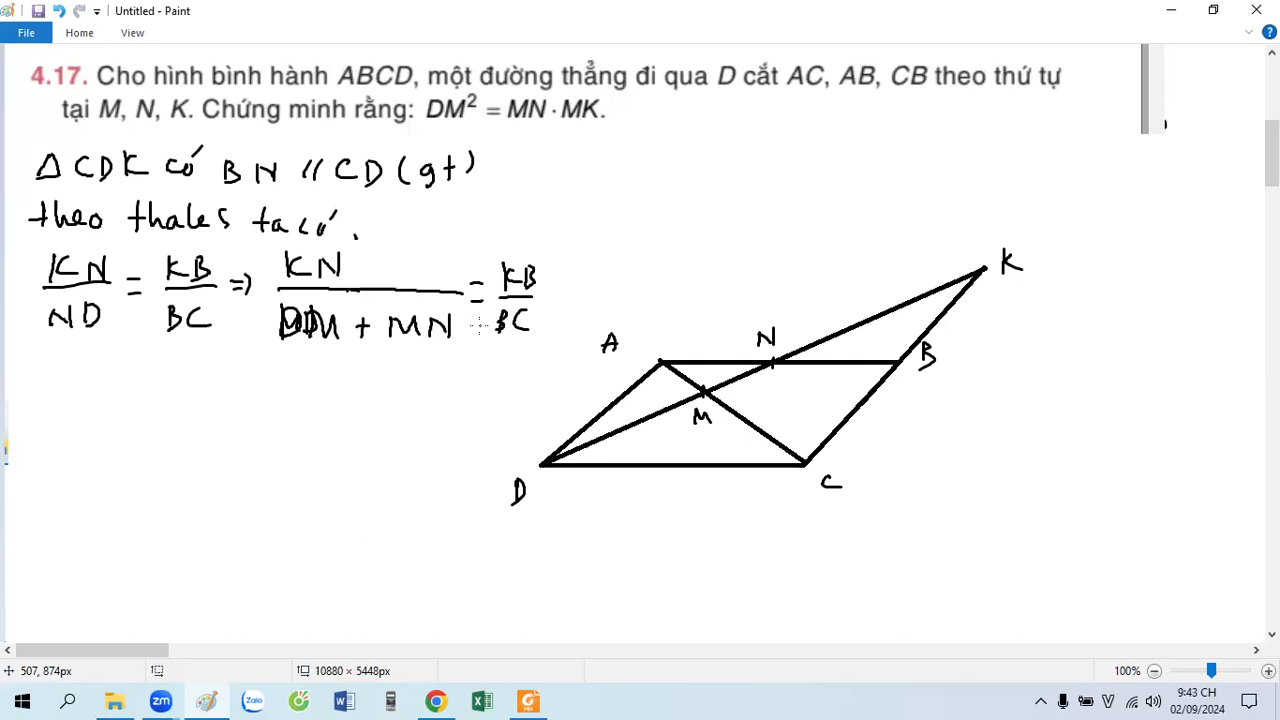 Untitled - Paint
File Home View
4.17. Cho hình bình hành ABCD, một đường thẳng đi qua D cắt AC, AB, CB theo thứ tự
tại M, N, K. Chứng minh rằng: DM² = MN · MK.
Δ CDK có BN // CD (gt)
theo thales ta có.
KN/ND = KB/BC => KN/(DM + MN) = KB/BC
K
A
N
B
M
D
C
507, 874px
10880 × 5448px
100%
zm Zalo
9:43 CH
02/09/2024